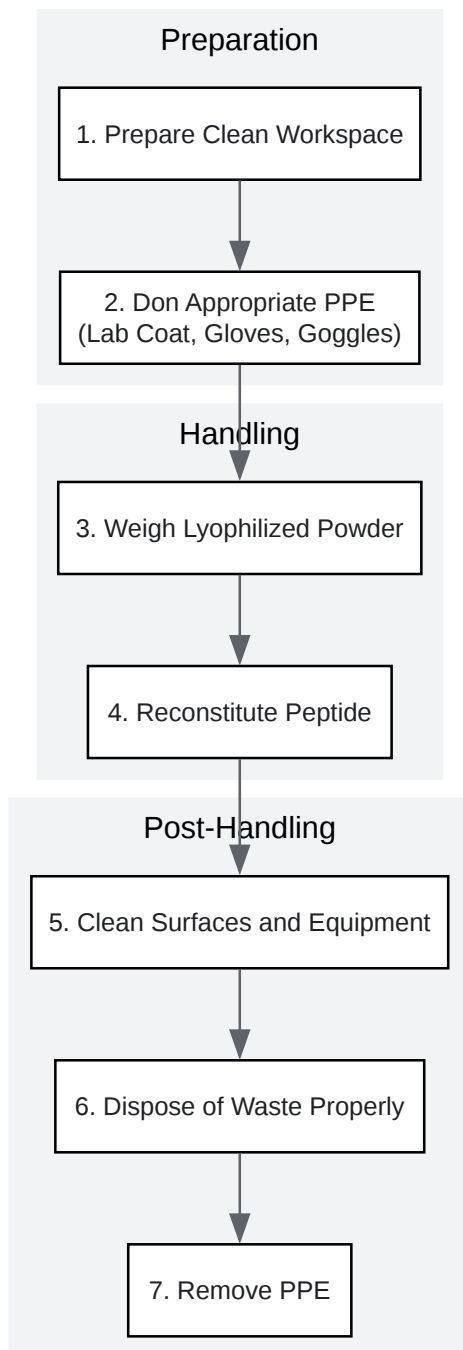 Preparation
1. Prepare Clean Workspace
2. Don Appropriate PPE
(Lab Coat, Gloves, Goggles)
Handling
3. Weigh Lyophilized Powder
4. Reconstitute Peptide
Post-Handling
5. Clean Surfaces and Equipment
6. Dispose of Waste Properly
7. Remove PPE